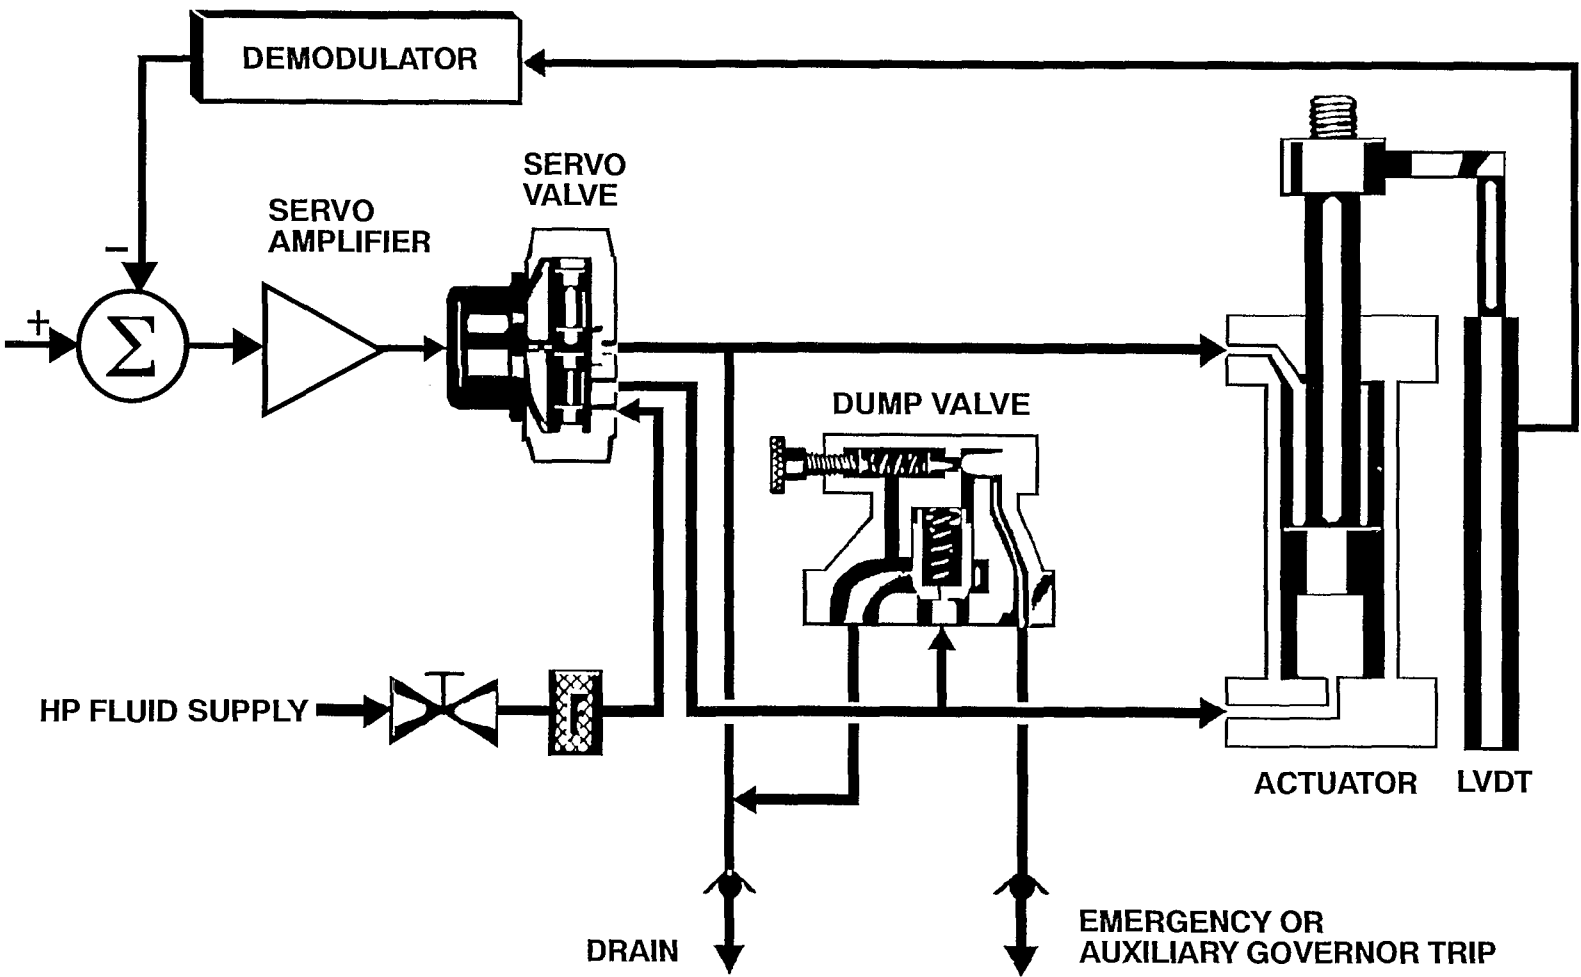 DEMODULATOR
SERVO
VALVE
SERVO
AMPLIFIER
−
+
Σ
DUMP VALVE
HP FLUID SUPPLY
ACTUATOR
LVDT
DRAIN
EMERGENCY OR
AUXILIARY GOVERNOR TRIP